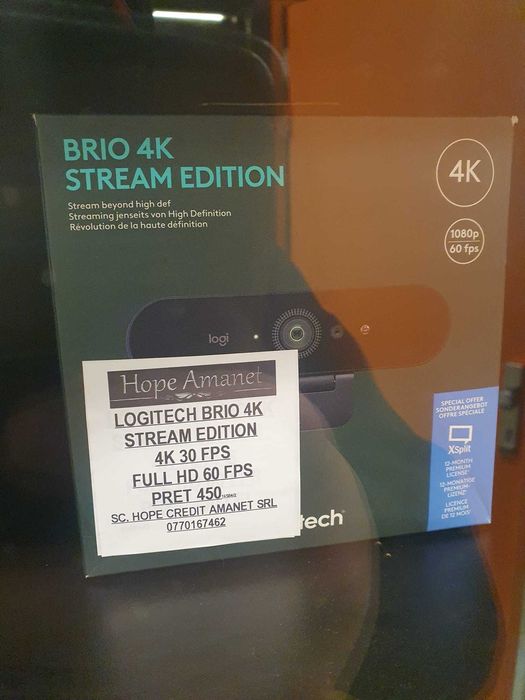 BRIO 4K
STREAM EDITION
Stream beyond high def
Streaming jenseits von High Definition
Révolution de la haute définition
4K
1080p
60 fps
logi
Hope Amanet
LOGITECH BRIO 4K
STREAM EDITION
4K 30 FPS
FULL HD 60 FPS
PRET 450
SC. HOPE CREDIT AMANET SRL
0770167462
tech
SPECIAL OFFER
SONDERANGEBOT
OFFRE SPÉCIALE
XSplit
12-MONTH
PREMIUM
LICENSE*
12-MONATIGE
PREMIUM-
LIZENZ*
LICENCE
PREMIUM
DE 12 MOIS*